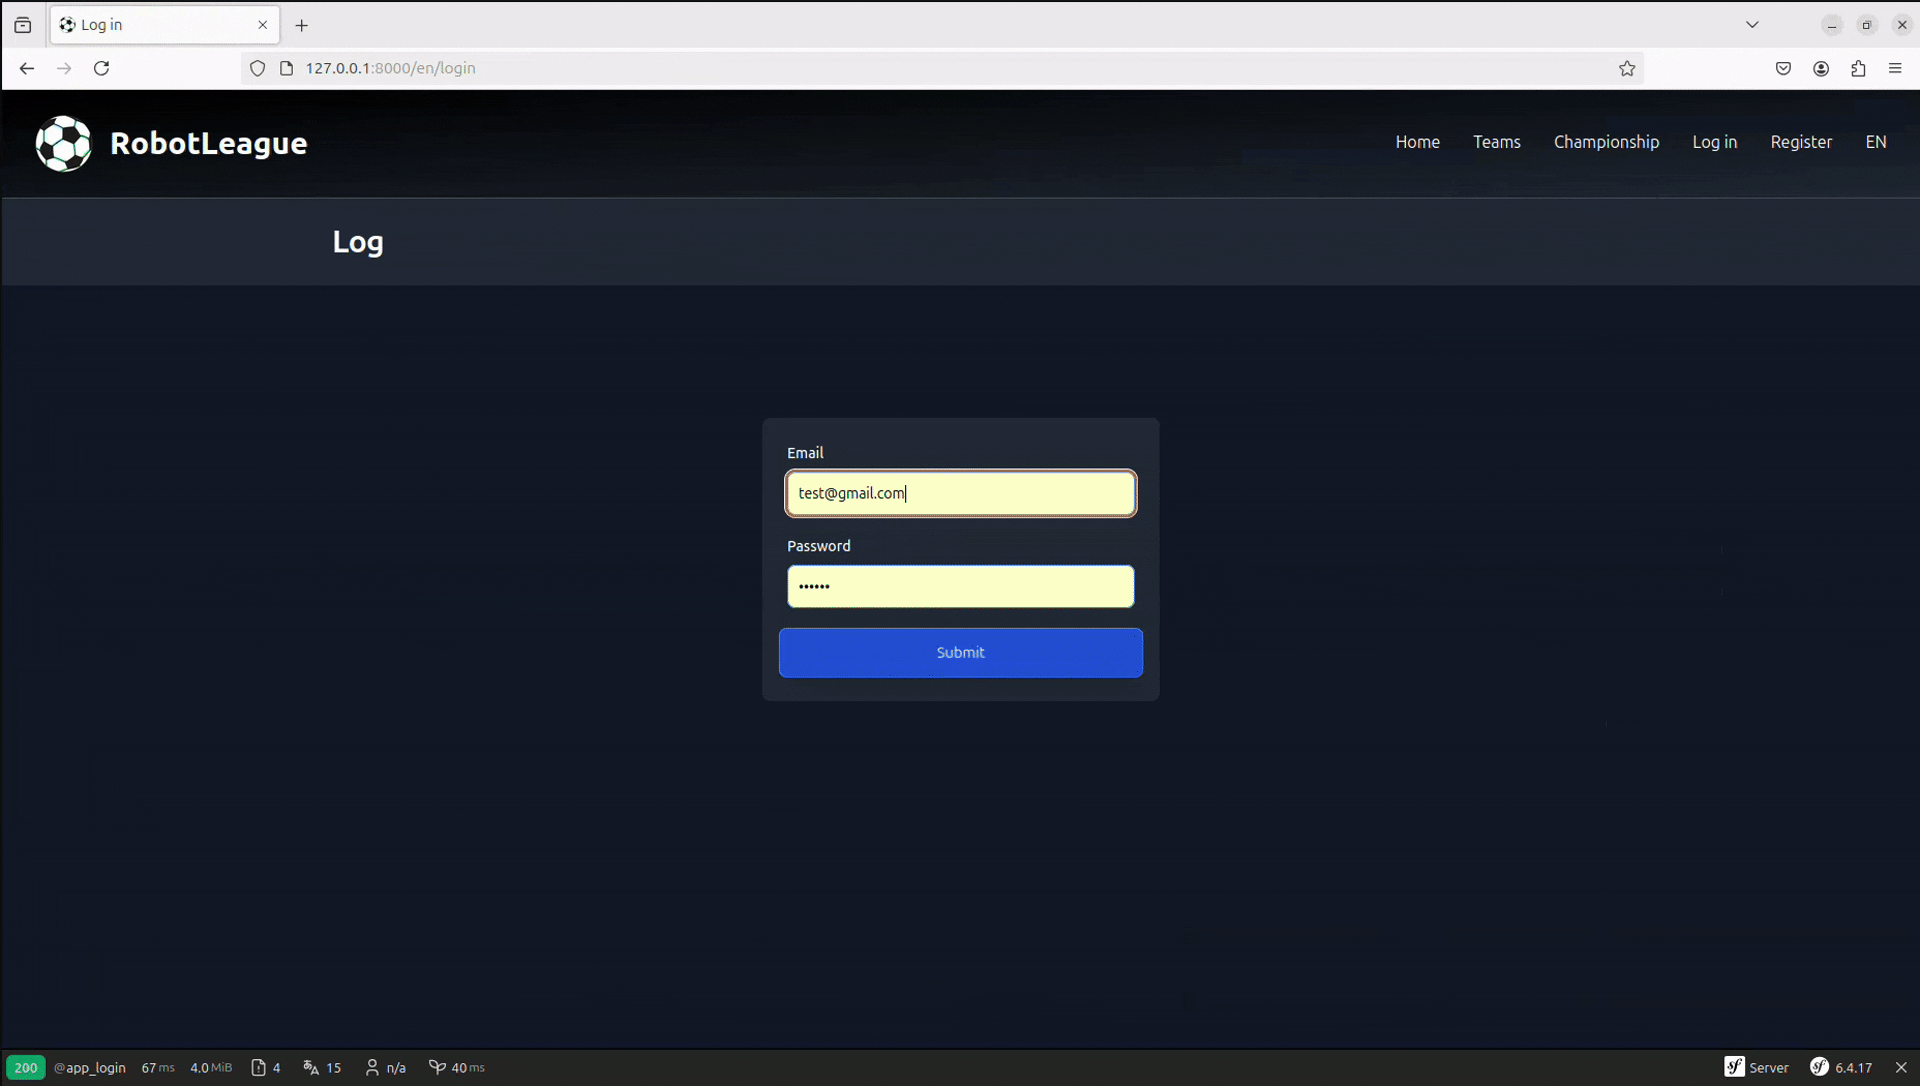 Log in
127.0.0.1:8000/en/login
RobotLeague
Home Teams Championship Log in Register EN
Log
Email
test@gmail.com
Password
••••••
Submit
200 @app_login 67 ms 4.0 MiB 4 15 n/a 40 ms sf Server sf 6.4.17